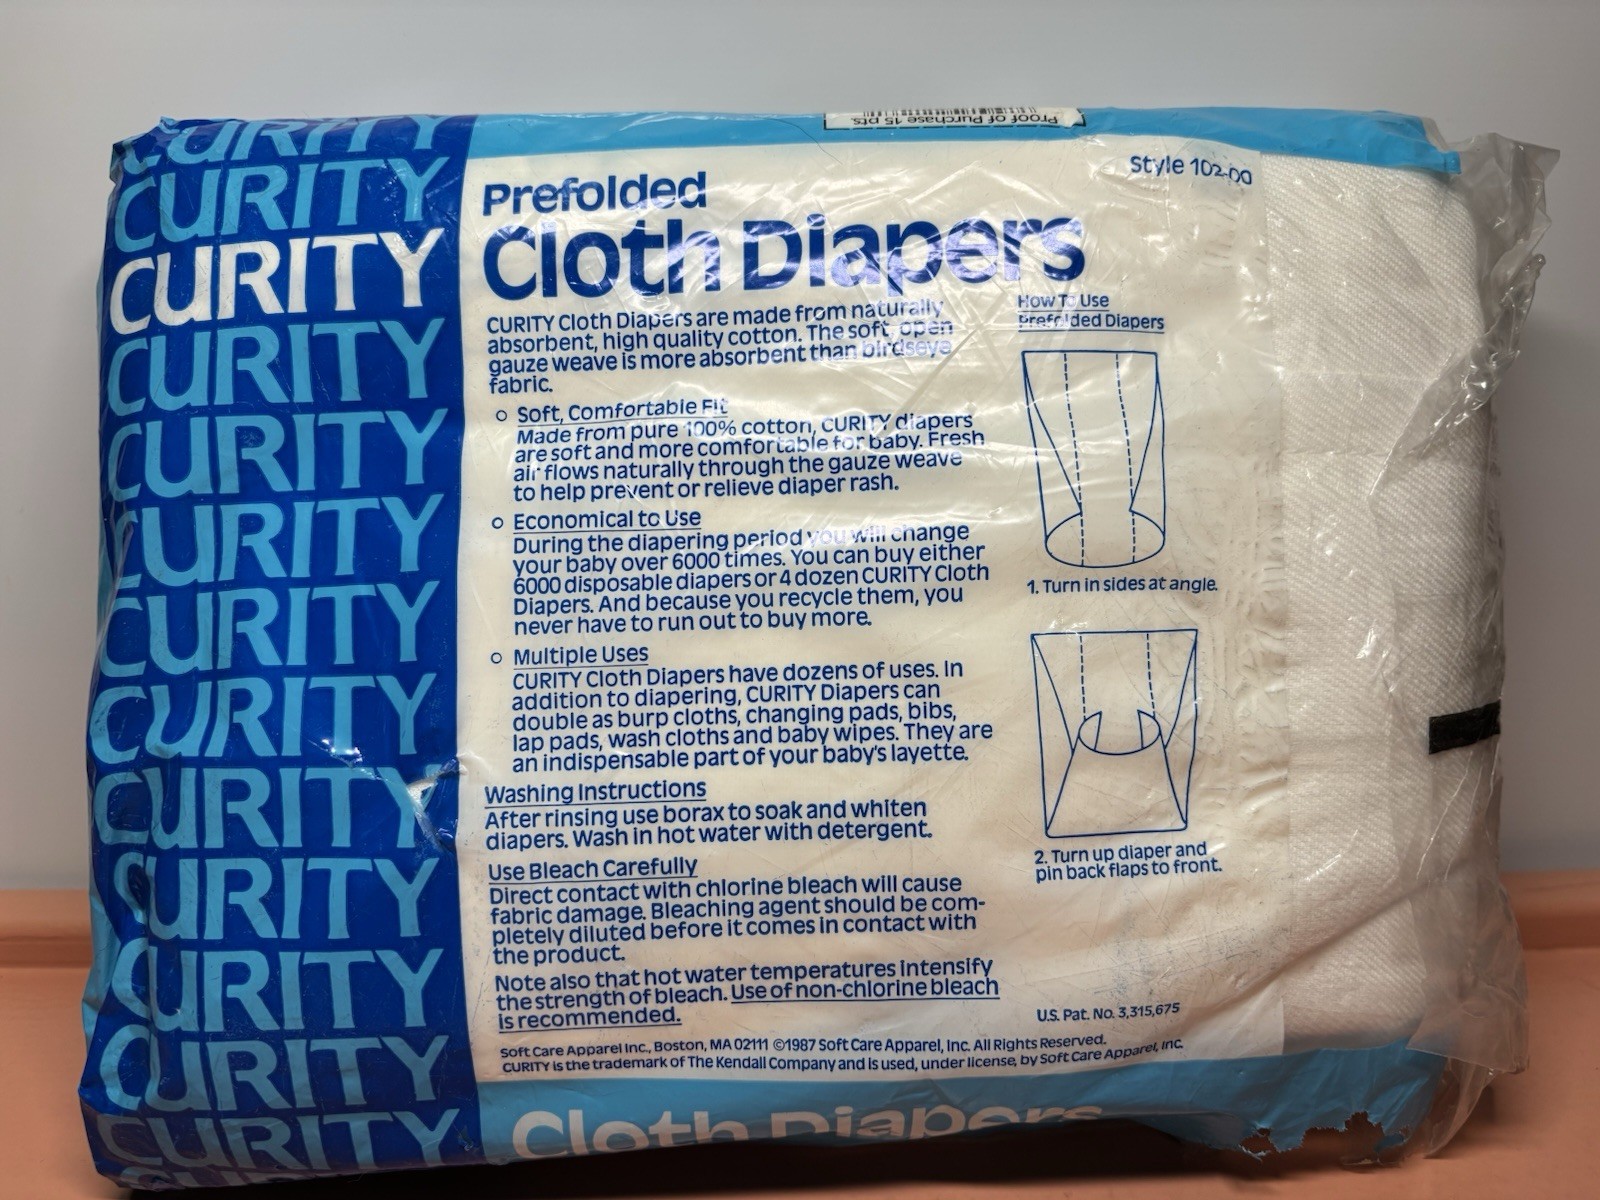 Proof of Purchase 15 pts.
CURITY
CURITY
CURITY
CURITY
CURITY
CURITY
CURITY
CURITY
CURITY
CURITY
CURITY
CURITY
CURITY
Style 102-00
Prefolded
Cloth Diapers
CURITY Cloth Diapers are made from naturally
absorbent, high quality cotton. The soft, open
gauze weave is more absorbent than birdseye
fabric.
Soft, Comfortable Fit
Made from pure 100% cotton, CURITY diapers
are soft and more comfortable for baby. Fresh
air flows naturally through the gauze weave
to help prevent or relieve diaper rash.
Economical to Use
During the diapering period you will change
your baby over 6000 times. You can buy either
6000 disposable diapers or 4 dozen CURITY Cloth
Diapers. And because you recycle them, you
never have to run out to buy more.
Multiple Uses
CURITY Cloth Diapers have dozens of uses. In
addition to diapering, CURITY Diapers can
double as burp cloths, changing pads, bibs,
lap pads, wash cloths and baby wipes. They are
an indispensable part of your baby's layette.
Washing Instructions
After rinsing use borax to soak and whiten
diapers. Wash in hot water with detergent.
Use Bleach Carefully
Direct contact with chlorine bleach will cause
fabric damage. Bleaching agent should be com-
pletely diluted before it comes in contact with
the product.
Note also that hot water temperatures intensify
the strength of bleach. Use of non-chlorine bleach
is recommended.
How To Use
Prefolded Diapers
1. Turn in sides at angle.
2. Turn up diaper and
pin back flaps to front.
U.S. Pat. No. 3,315,675
Soft Care Apparel Inc., Boston, MA 02111 ©1987 Soft Care Apparel, Inc. All Rights Reserved.
CURITY is the trademark of The Kendall Company and is used, under license, by Soft Care Apparel, Inc.
Cloth Diapers